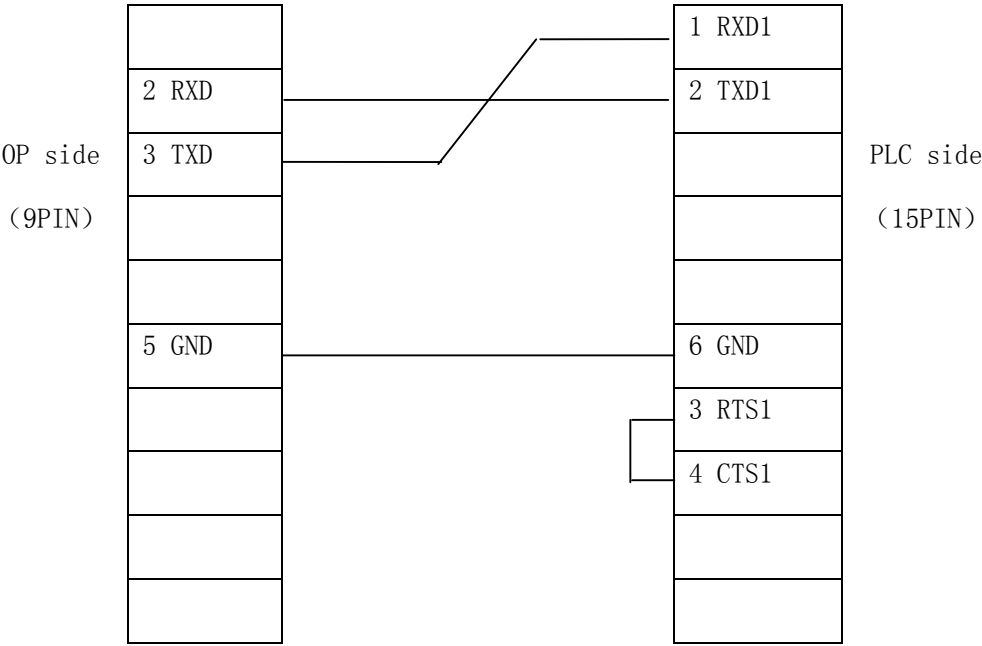 1 RXD1
2 RXD
2 TXD1
OP side
3 TXD
PLC side
（9PIN）
（15PIN）
5 GND
6 GND
3 RTS1
4 CTS1